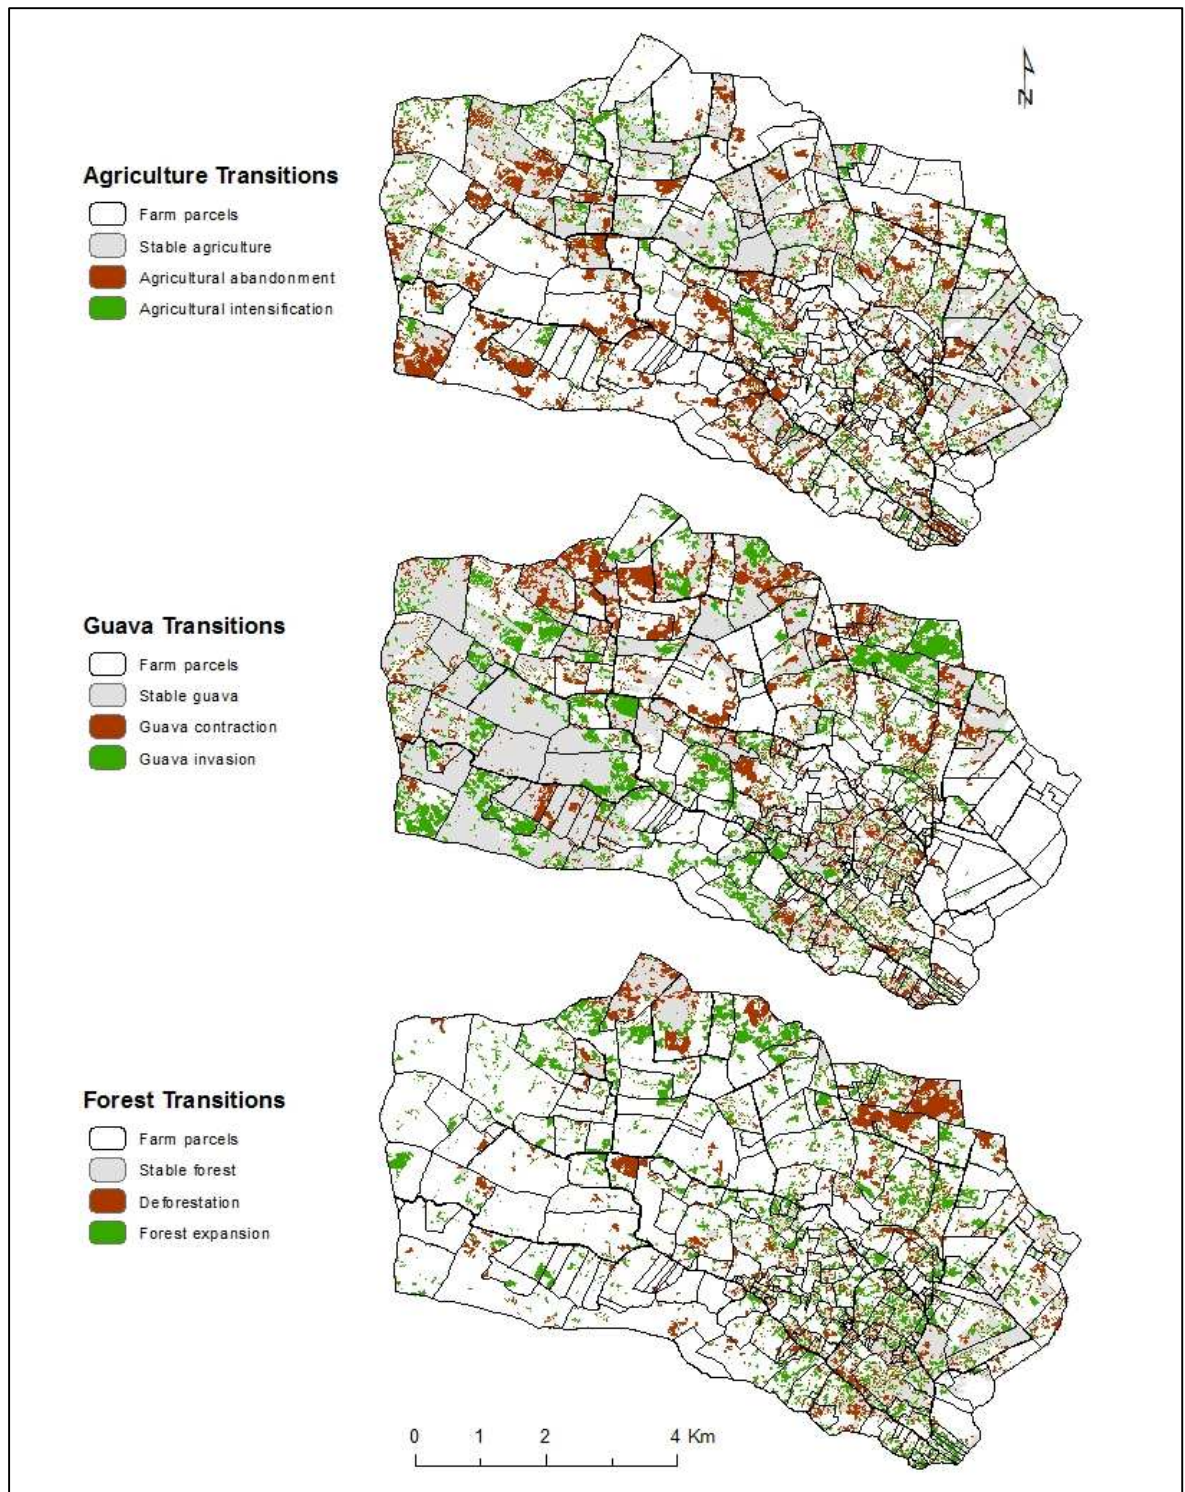 N
Agriculture Transitions
Farm parcels
Stable agriculture
Agricultural abandonment
Agricultural intensification
Guava Transitions
Farm parcels
Stable guava
Guava contraction
Guava invasion
Forest Transitions
Farm parcels
Stable forest
Deforestation
Forest expansion
0 1 2 4 Km